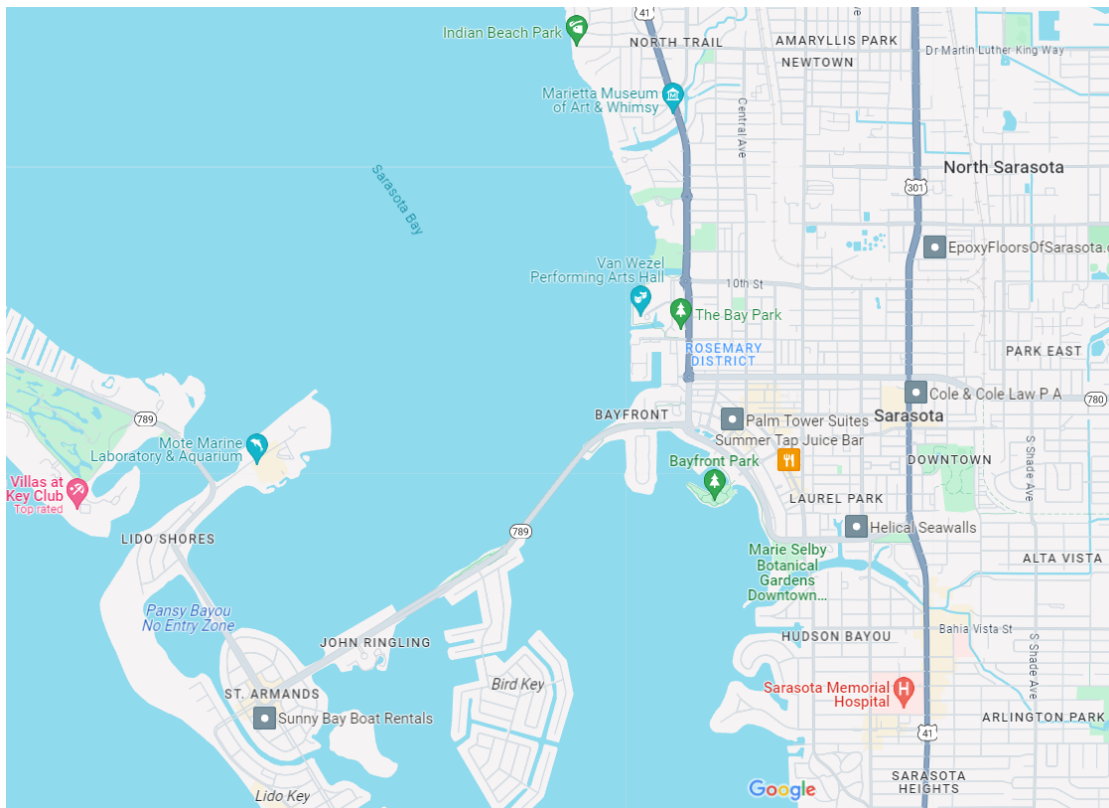 41
Indian Beach Park
NORTH TRAIL
AMARYLLIS PARK
NEWTOWN
Dr Martin Luther King Way
Marietta Museum
of Art & Whimsy
Central Ave
Sarasota Bay
North Sarasota
301
EpoxyFloorsOfSarasota.c
Van Wezel
Performing Arts Hall
10th St
The Bay Park
ROSEMARY
DISTRICT
PARK EAST
789
Cole & Cole Law P A
780
BAYFRONT
Palm Tower Suites
Sarasota
Summer Tap Juice Bar
Mote Marine
Laboratory & Aquarium
Bayfront Park
DOWNTOWN
S Shade Ave
Villas at
Key Club
Top rated
LAUREL PARK
789
Helical Seawalls
LIDO SHORES
Marie Selby
Botanical
Gardens
Downtown...
ALTA VISTA
Pansy Bayou
No Entry Zone
JOHN RINGLING
HUDSON BAYOU
Bahia Vista St
S Shade Ave
Bird Key
ST. ARMANDS
Sarasota Memorial
Hospital
H
Sunny Bay Boat Rentals
ARLINGTON PARK
41
Lido Key
Google
SARASOTA
HEIGHTS